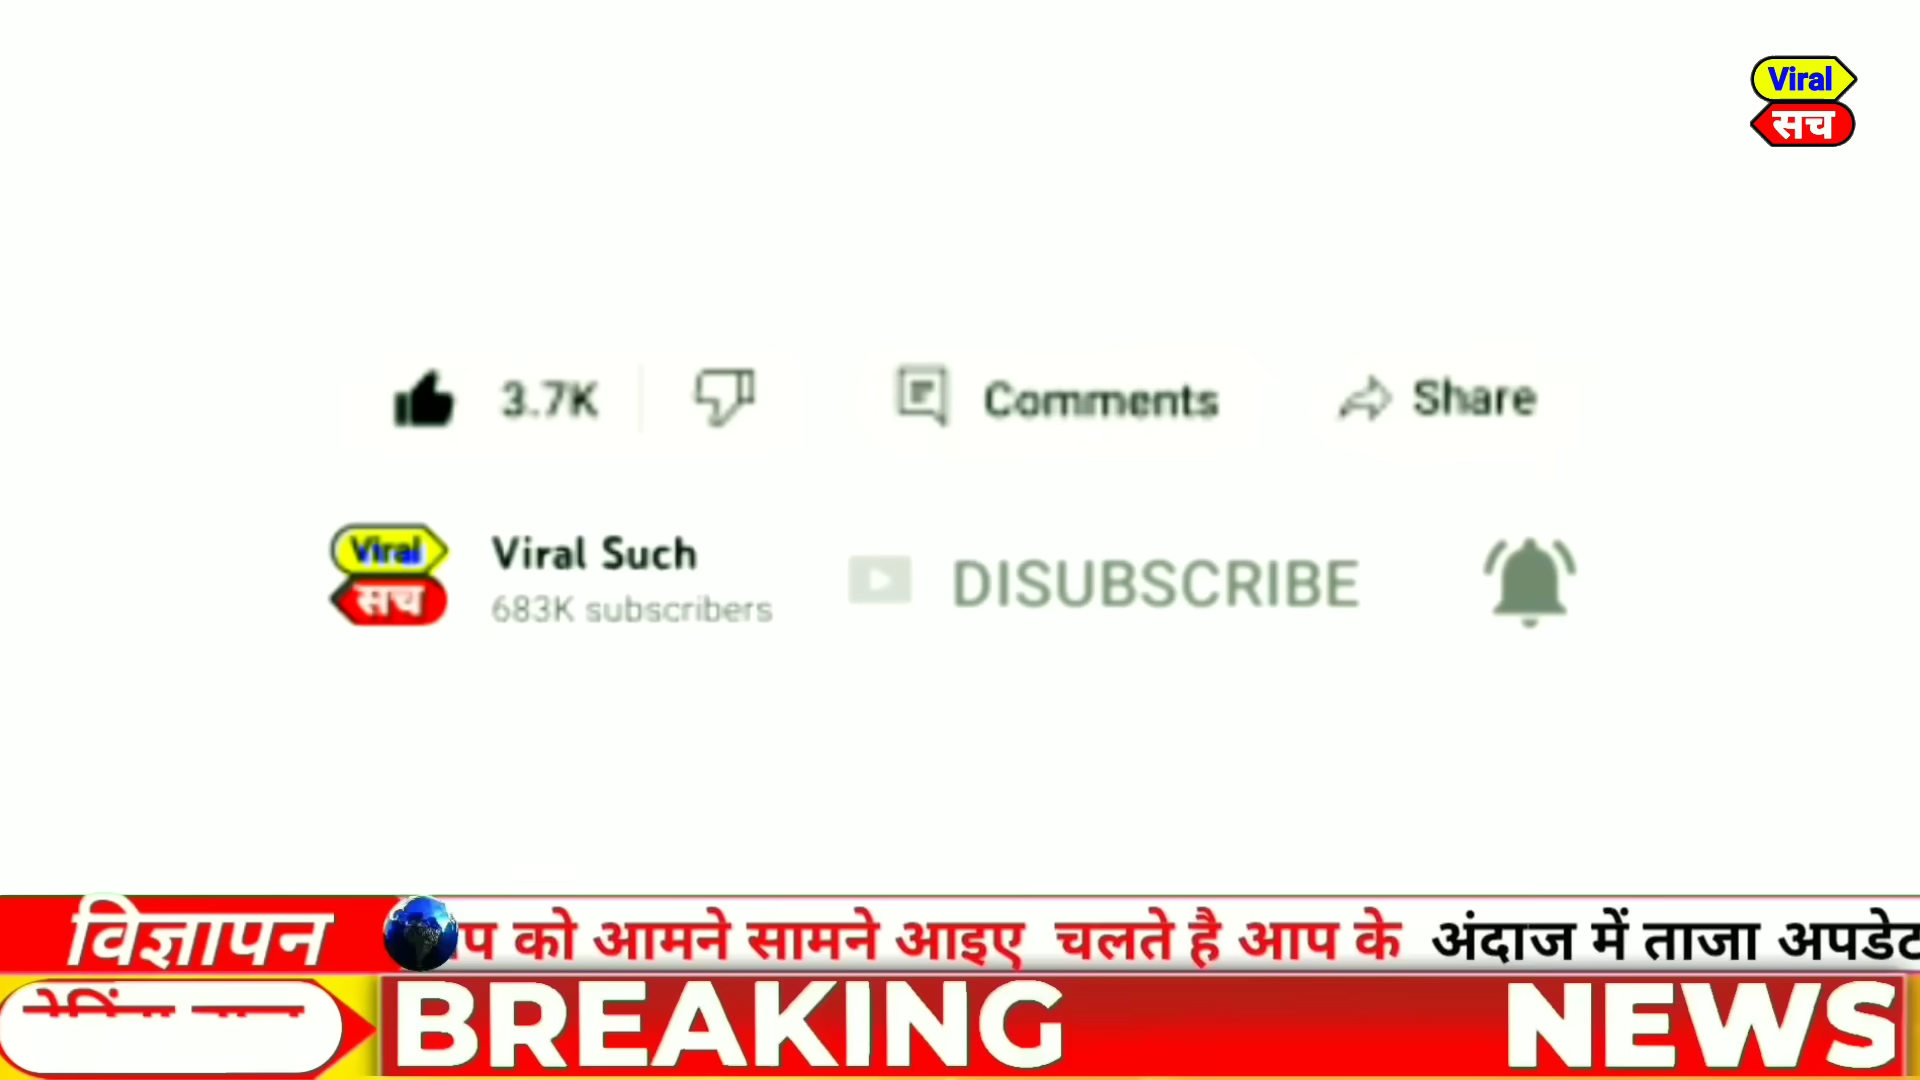 Viral
सच
3.7K
Comments
Share
Viral
सच
Viral Such
683K subscribers
DISUBSCRIBE
विज्ञापन
प को आमने सामने आइए चलते है आप के अंदाज में ताजा अपडेट
BREAKING NEWS